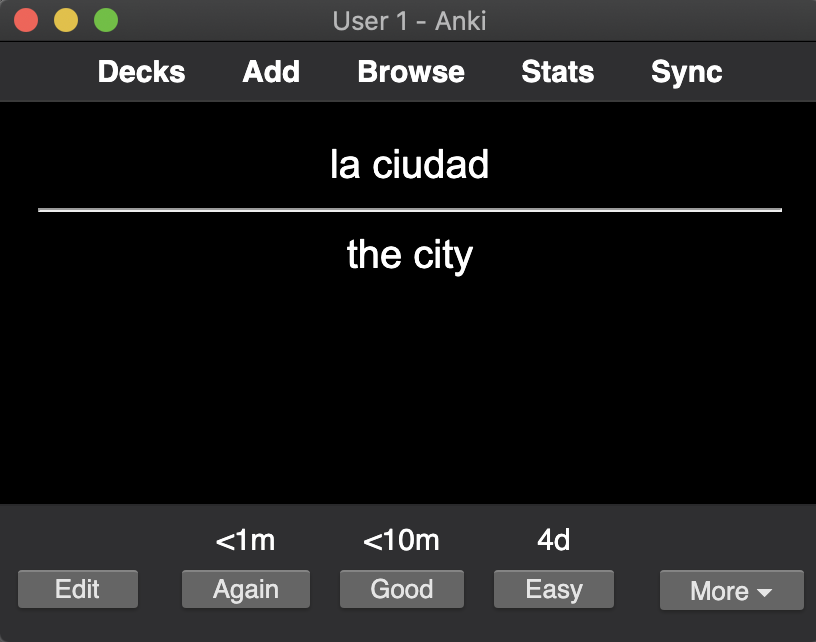 User 1 - Anki
Decks Add Browse Stats Sync
la ciudad
the city
<1m <10m 4d
Edit Again Good Easy More